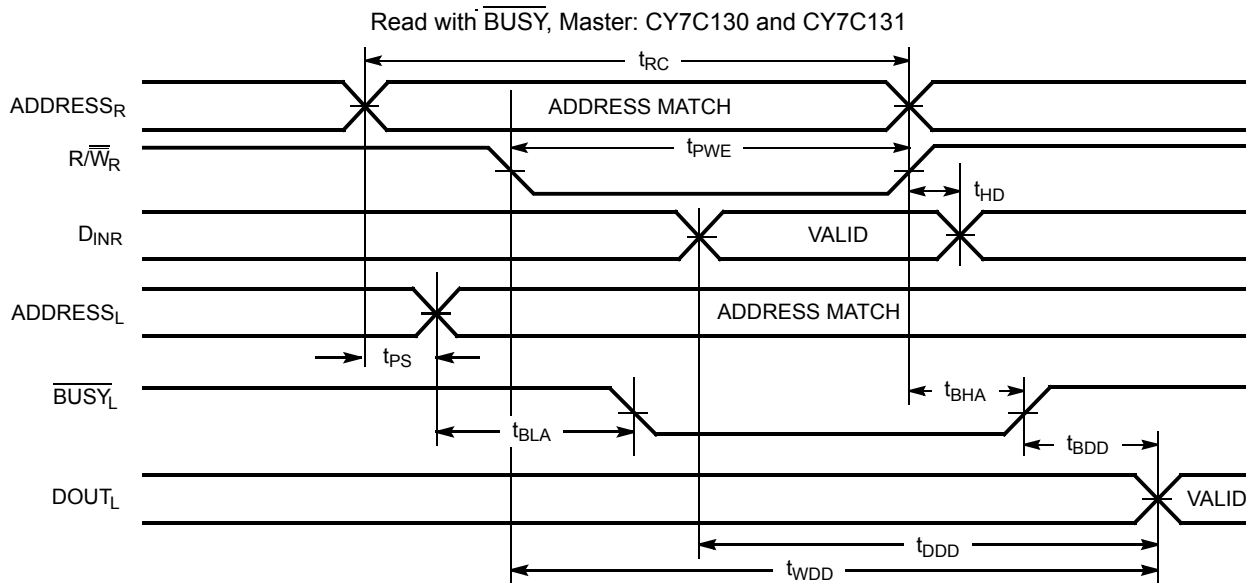 Read with BUSY, Master: CY7C130 and CY7C131
tRC
ADDRESSR
ADDRESS MATCH
R/WR
tPWE
tHD
DINR
VALID
ADDRESSL
ADDRESS MATCH
tPS
BUSYL
tBHA
tBLA
tBDD
DOUTL
VALID
tDDD
tWDD